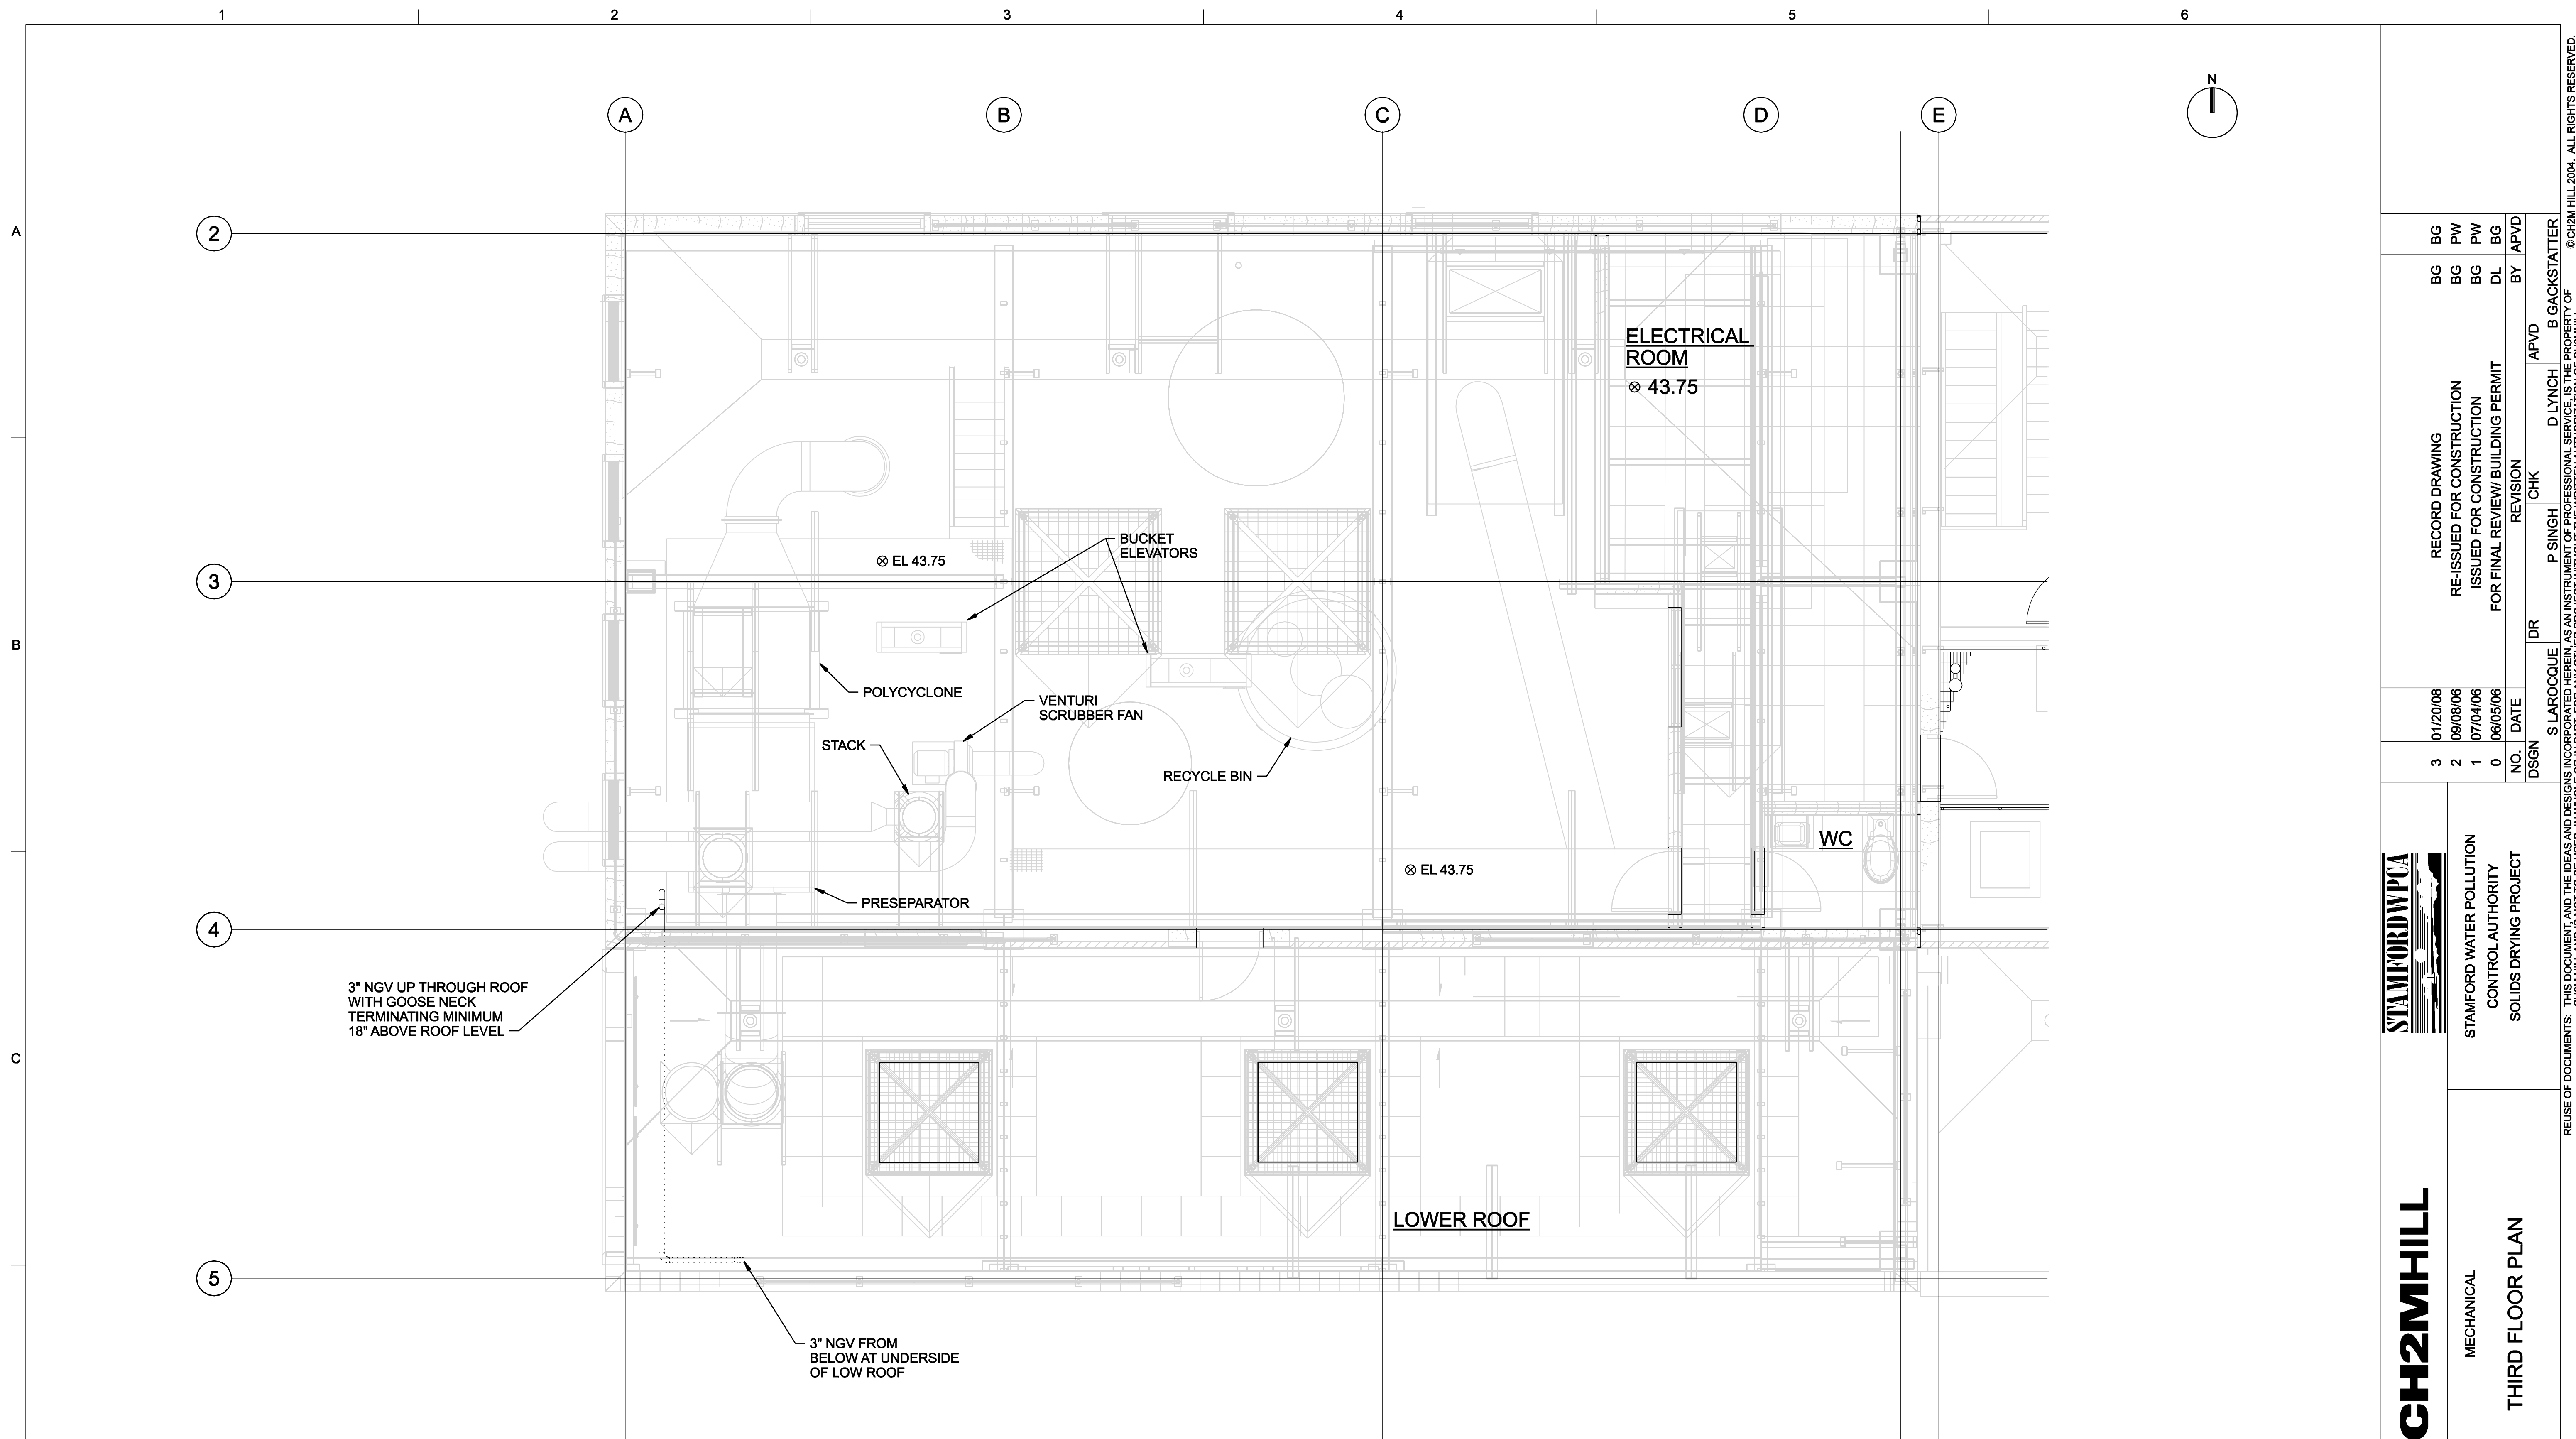 1 2 3 4 5 6
N
A B C D E
A
B
C
2
3
4
5
ELECTRICAL
ROOM
43.75
BUCKET
ELEVATORS
EL 43.75
POLYCYCLONE
VENTURI
SCRUBBER FAN
STACK
RECYCLE BIN
WC
EL 43.75
PRESEPARATOR
3" NGV UP THROUGH ROOF
WITH GOOSE NECK
TERMINATING MINIMUM
18" ABOVE ROOF LEVEL
LOWER ROOF
3" NGV FROM
BELOW AT UNDERSIDE
OF LOW ROOF
3 01/20/08 RECORD DRAWING BG BG
2 09/08/06 RE-ISSUED FOR CONSTRUCTION BG PW
1 07/04/06 ISSUED FOR CONSTRUCTION BG PW
0 06/05/06 FOR FINAL REVIEW/ BUILDING PERMIT DL BG
NO. DATE REVISION BY APVD
DSGN DR CHK APVD
S LAROCQUE P SINGH D LYNCH B GACKSTATTER
REUSE OF DOCUMENTS: THIS DOCUMENT, AND THE IDEAS AND DESIGNS INCORPORATED HEREIN, AS AN INSTRUMENT OF PROFESSIONAL SERVICE, IS THE PROPERTY OF
© CH2M HILL 2004. ALL RIGHTS RESERVED.
STAMFORDWPCA
STAMFORD WATER POLLUTION
CONTROL AUTHORITY
SOLIDS DRYING PROJECT
CH2MHILL
MECHANICAL
THIRD FLOOR PLAN